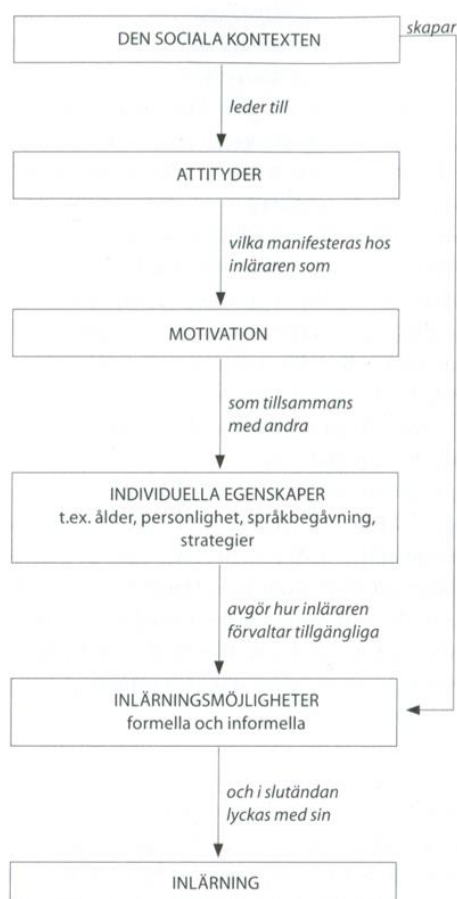 DEN SOCIALA KONTEXTEN
skapar
leder till
ATTITYDER
vilka manifesteras hos
inläraren som
MOTIVATION
som tillsammans
med andra
INDIVIDUELLA EGENSKAPER
t.ex. ålder, personlighet, språkbegåvning,
strategier
avgör hur inläraren
förvaltar tillgängliga
INLÄRNINGSMÖJLIGHETER
formella och informella
och i slutändan
lyckas med sin
INLÄRNING